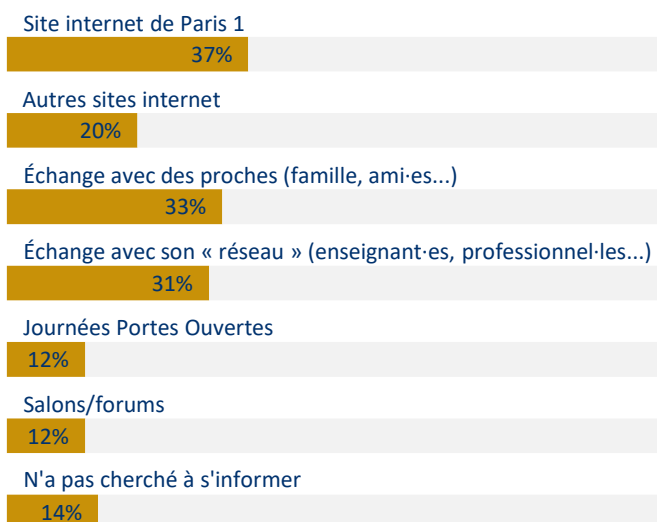 Site internet de Paris 1
37%
Autres sites internet
20%
Échange avec des proches (famille, ami·es...)
33%
Échange avec son « réseau » (enseignant·es, professionnel·les...)
31%
Journées Portes Ouvertes
12%
Salons/forums
12%
N'a pas cherché à s'informer
14%